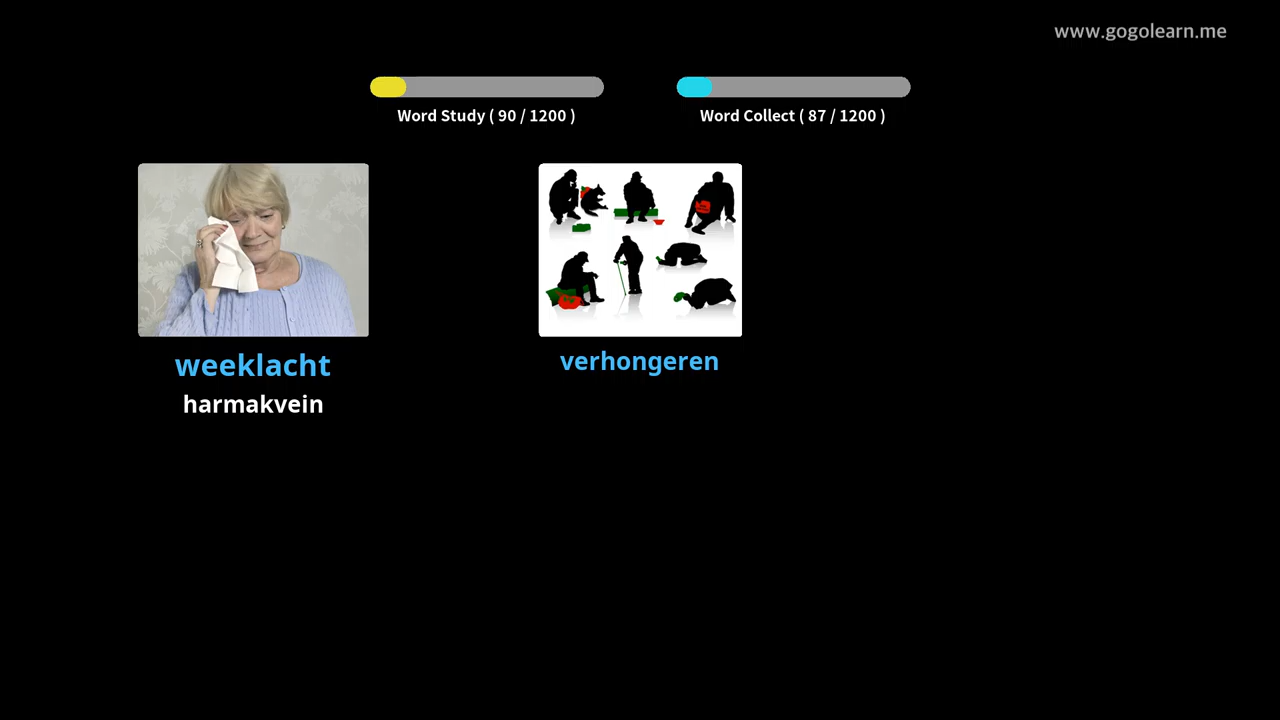 www.gogolearn.me
Word Study ( 90 / 1200 )
Word Collect ( 87 / 1200 )
weeklacht
harmakvein
verhongeren